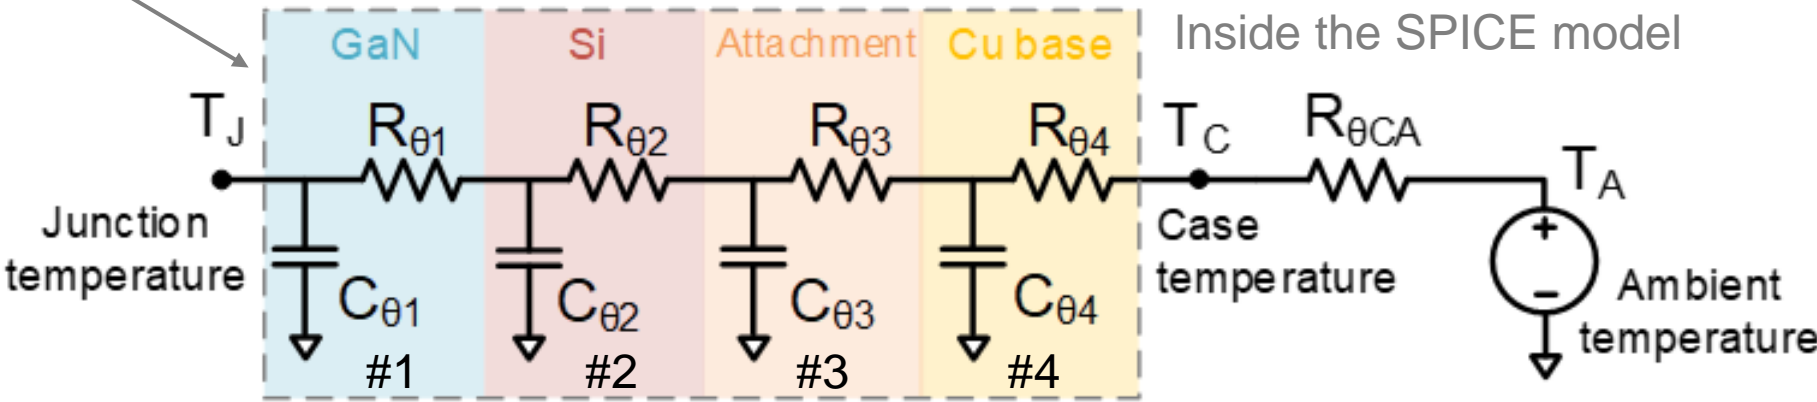 GaN
Si
Attachment
Cu base
Inside the SPICE model
TJ
Rθ1
Rθ2
Rθ3
Rθ4
TC
RθCA
TA
Junction
temperature
Case
temperature
Ambient
temperature
+
−
Cθ1
Cθ2
Cθ3
Cθ4
#1
#2
#3
#4